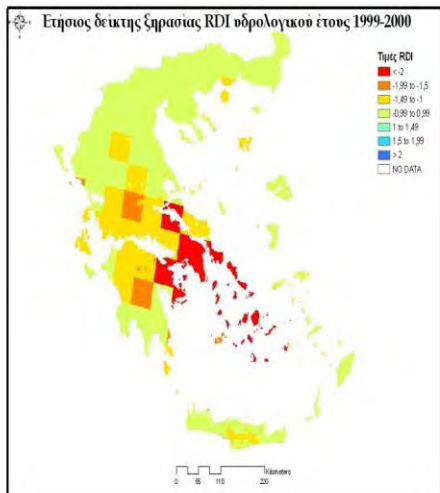 Ετήσιος δείκτης ξηρασίας RDI υδρολογικού έτους 1999-2000
Τιμές RDI
< -2
-1,99 to -1,5
-1,49 to -1
-0,99 to 0,99
1 to 1,49
1,5 to 1,99
> 2
NO DATA
Kilometers
0 55 110 220